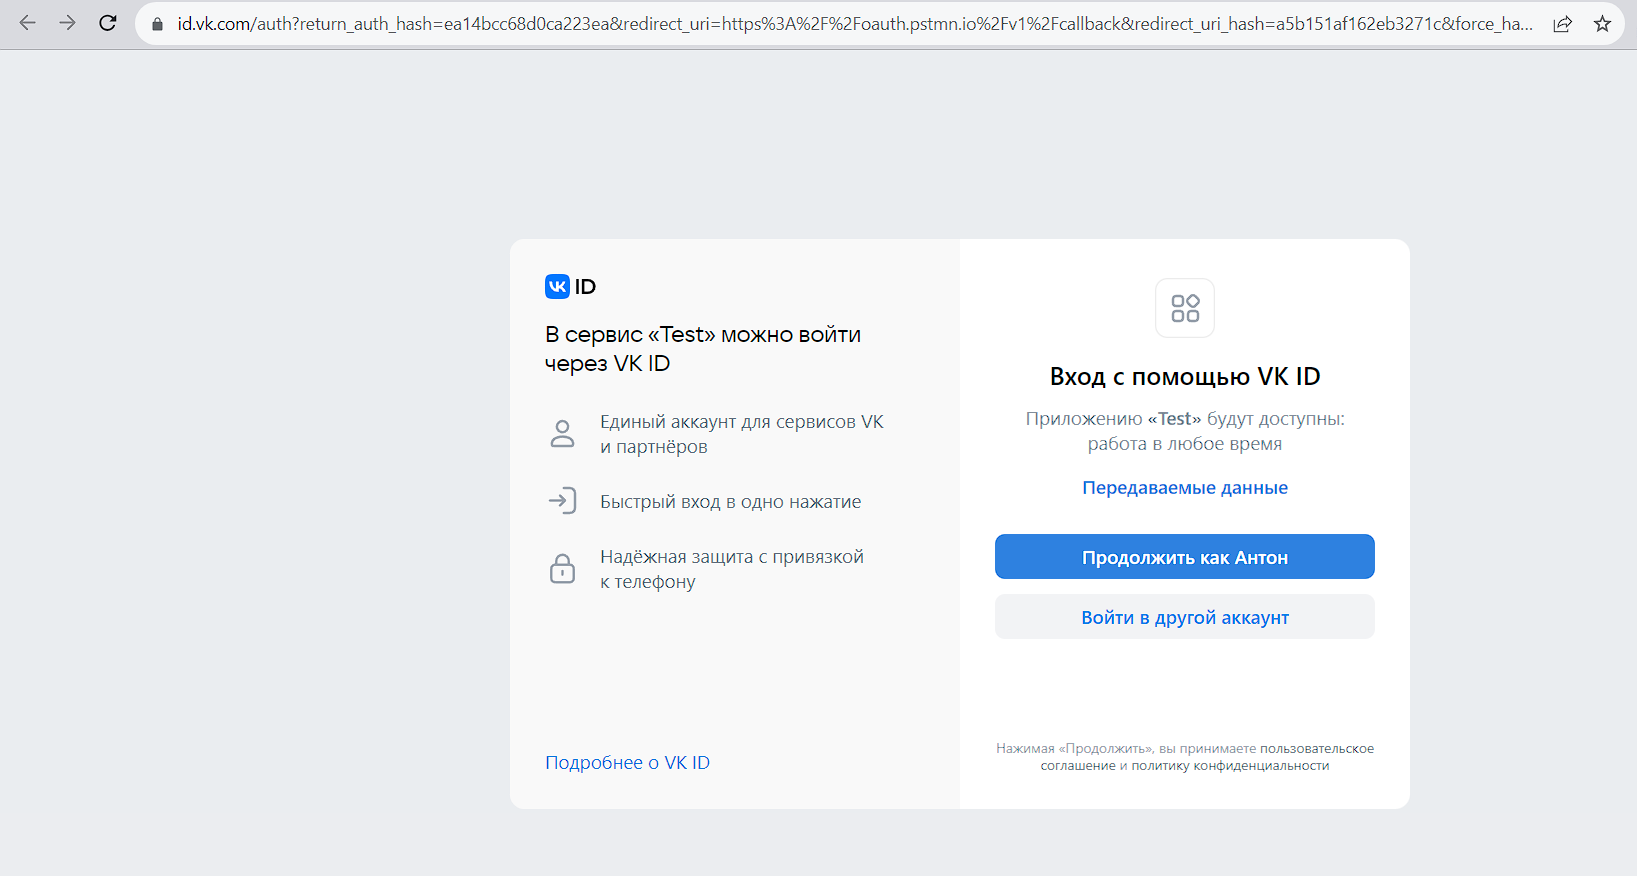 id.vk.com/auth?return_auth_hash=ea14bcc68d0ca223ea&redirect_uri=https%3A%2F%2Foauth.pstmn.io%2Fv1%2Fcallback&redirect_uri_hash=a5b151af162eb3271c&force_ha...
VK ID
В сервис «Test» можно войти
через VK ID
Единый аккаунт для сервисов VK
и партнёров
Быстрый вход в одно нажатие
Надёжная защита с привязкой
к телефону
Подробнее о VK ID
Вход с помощью VK ID
Приложению «Test» будут доступны:
работа в любое время
Передаваемые данные
Продолжить как Антон
Войти в другой аккаунт
Нажимая «Продолжить», вы принимаете пользовательское
соглашение и политику конфиденциальности